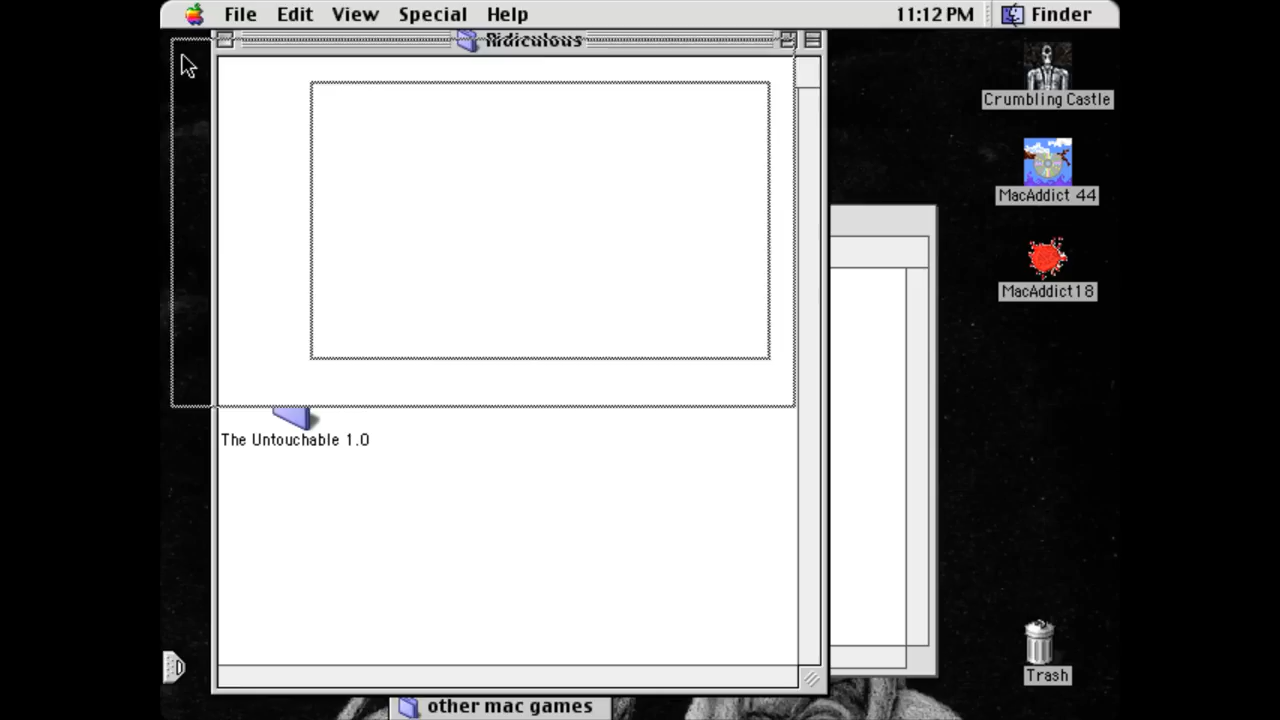 File Edit View Special Help 11:12 PM Finder
Ridiculous
Crumbling Castle
MacAddict 44
MacAddict18
The Untouchable 1.0
Trash
other mac games